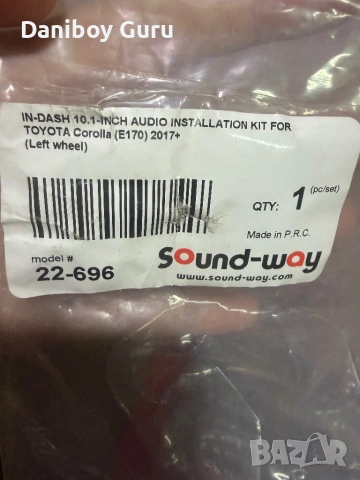 Daniboy Guru
IN-DASH 10.1-INCH AUDIO INSTALLATION KIT FOR
TOYOTA Corolla (E170) 2017+
(Left wheel)
QTY: 1 (pc/set)
Made in P.R.C.
model #
22-696
Sound-way
www.sound-way.com
BAZAR
bg